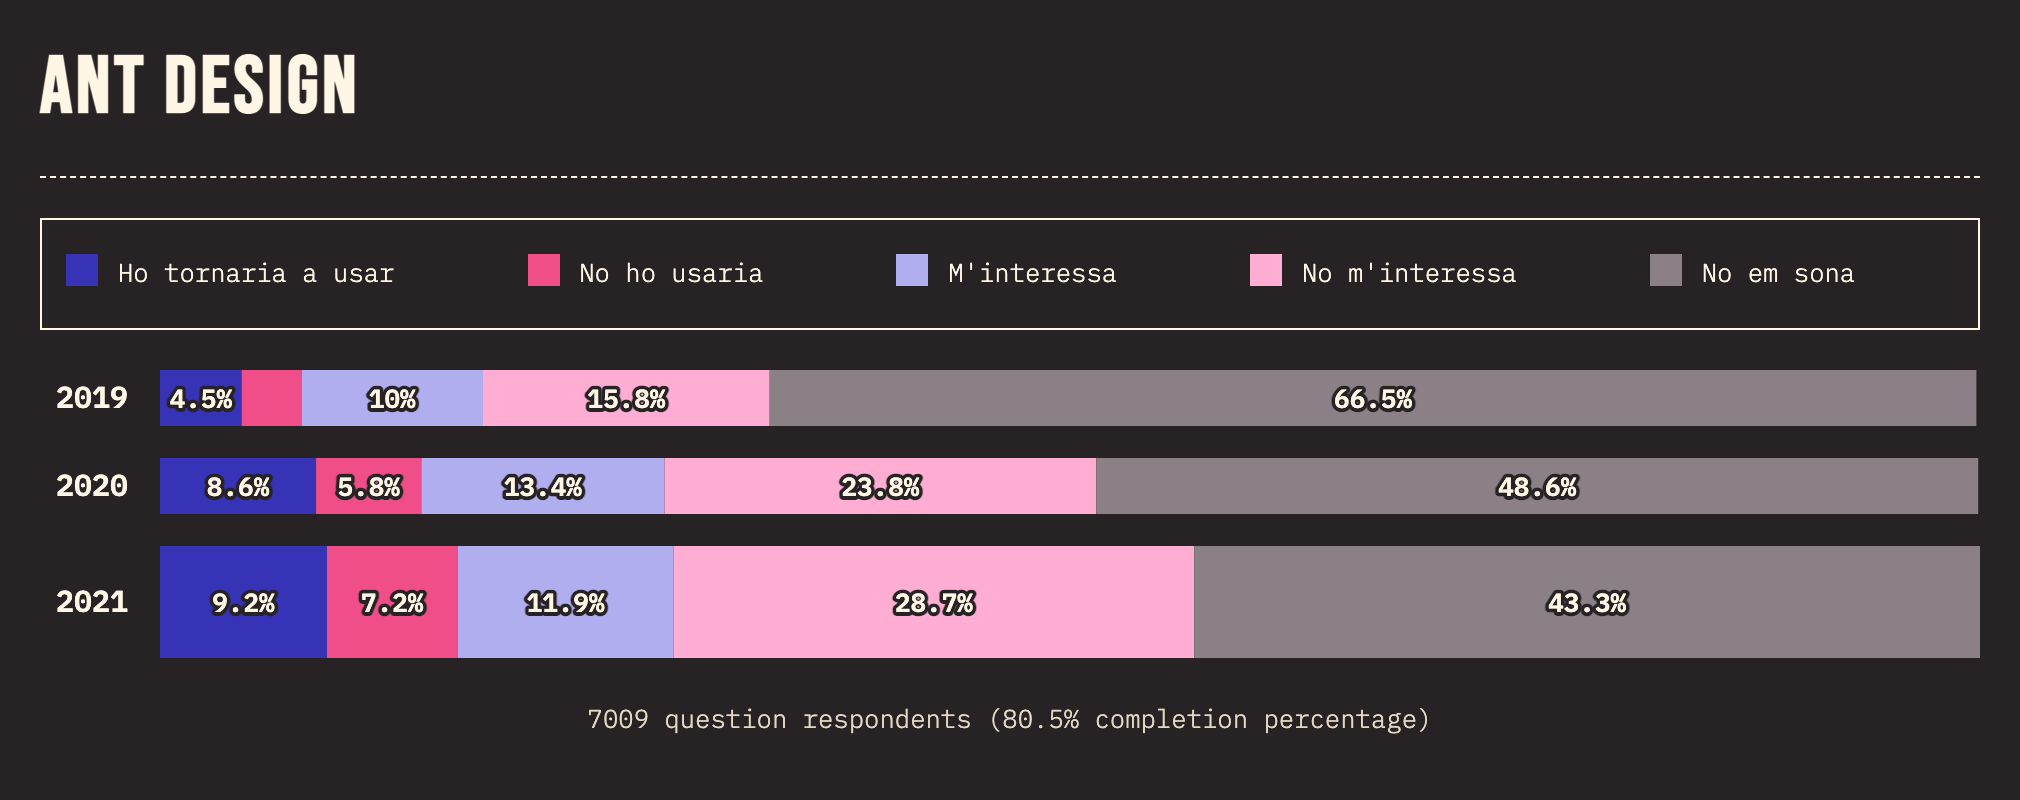 ANT DESIGN
Ho tornaria a usar No ho usaria M'interessa No m'interessa No em sona
2019 4.5% 10% 15.8% 66.5%
2020 8.6% 5.8% 13.4% 23.8% 48.6%
2021 9.2% 7.2% 11.9% 28.7% 43.3%
7009 question respondents (80.5% completion percentage)